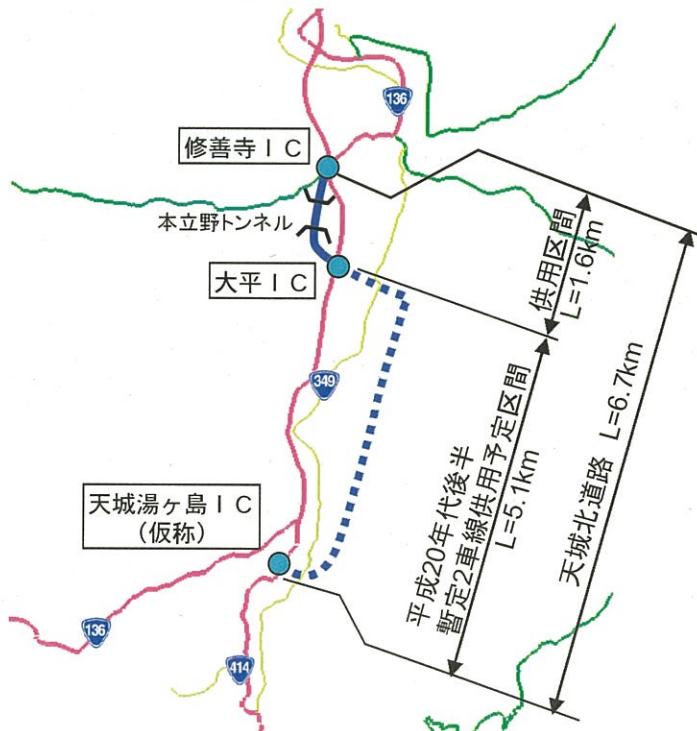 136
修善寺IC
本立野トンネル
大平IC
供用区間
L=1.6km
349
天城北道路 L=6.7km
平成20年代後半
暫定2車線供用予定区間
L=5.1km
天城湯ヶ島IC
(仮称)
136
414